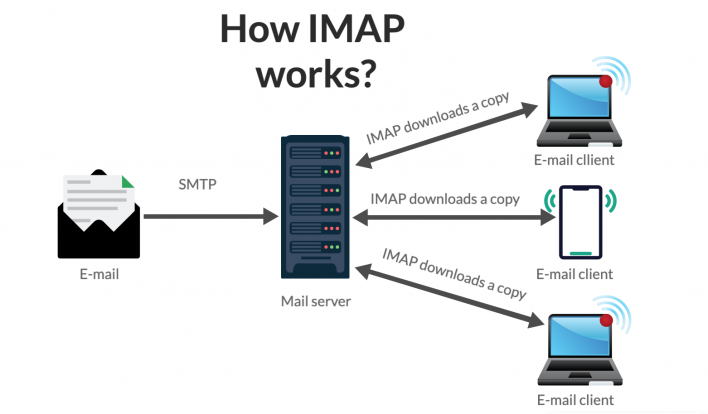 How IMAP
works?
IMAP downloads a copy
E-mail cllient
SMTP
IMAP downloads a copy
E-mail
E-mail client
IMAP downloads a copy
Mail server
E-mail client